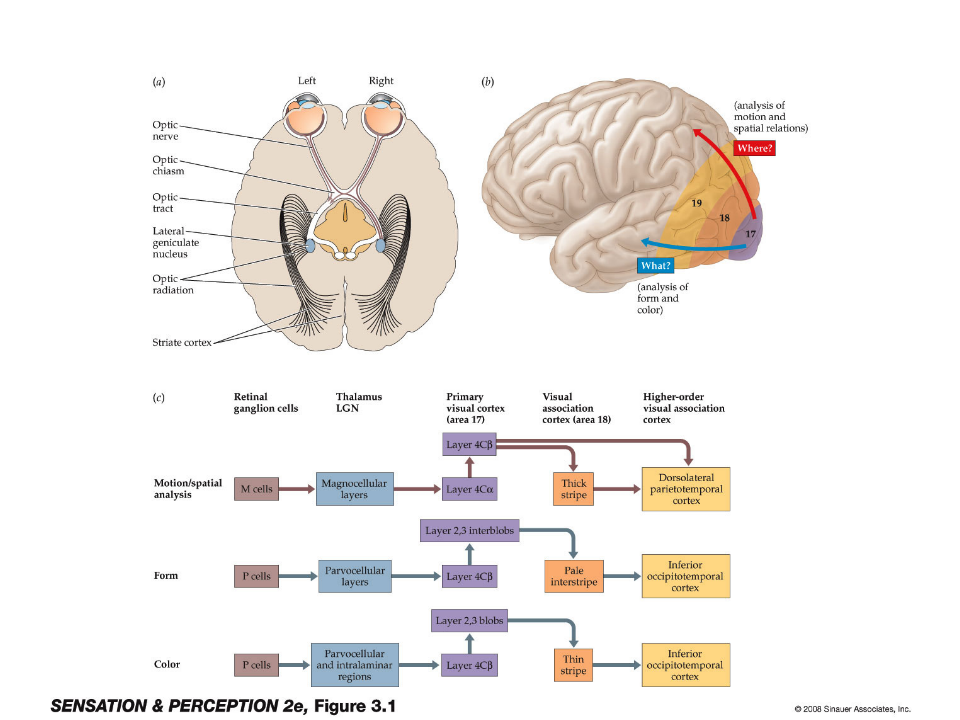 (a)
Left
Right
Optic
nerve
Optic
chiasm
Optic
tract
Lateral
geniculate
nucleus
Optic
radiation
Striate cortex
(b)
(analysis of
motion and
spatial relations)
Where?
19
18
17
What?
(analysis of
form and
color)
(c)
Retinal
ganglion cells
Thalamus
LGN
Primary
visual cortex
(area 17)
Visual
association
cortex (area 18)
Higher-order
visual association
cortex
Layer 4Cβ
Motion/spatial
analysis
M cells
Magnocellular
layers
Layer 4Cα
Thick
stripe
Dorsolateral
parietotemporal
cortex
Layer 2,3 interblobs
Form
P cells
Parvocellular
layers
Layer 4Cβ
Pale
interstripe
Inferior
occipitotemporal
cortex
Layer 2,3 blobs
Color
P cells
Parvocellular
and intralaminar
regions
Layer 4Cβ
Thin
stripe
Inferior
occipitotemporal
cortex
SENSATION & PERCEPTION 2e, Figure 3.1
© 2008 Sinauer Associates, Inc.